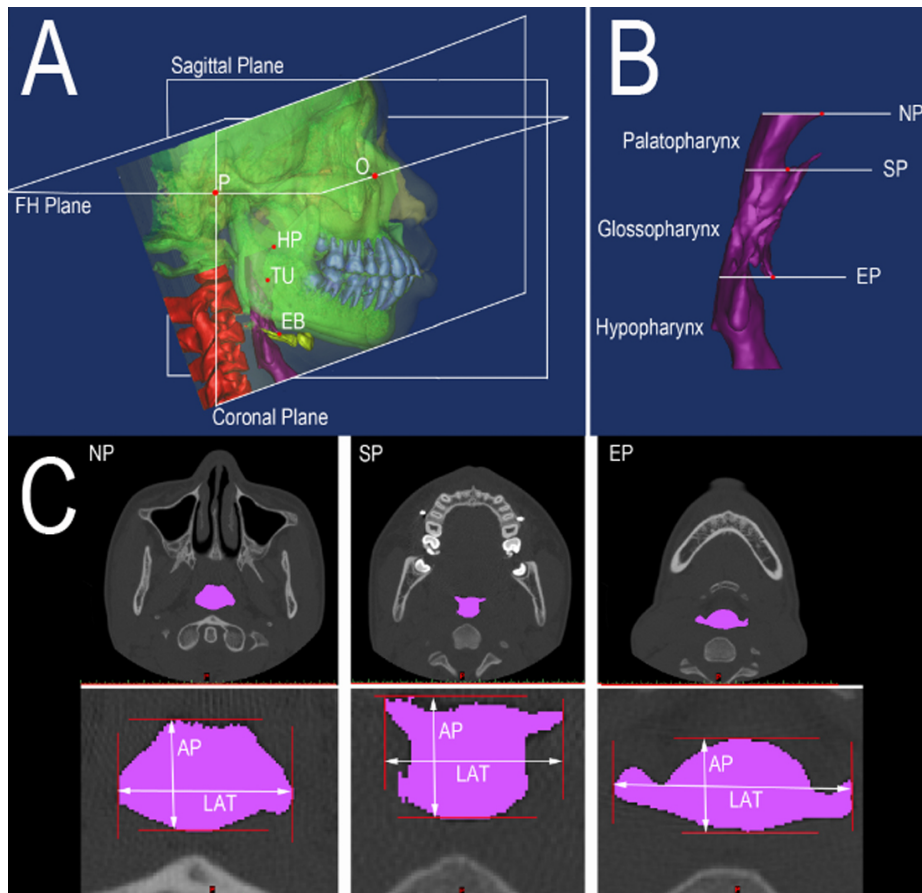 A
Sagittal Plane
P
O
FH Plane
HP
TU
EB
Coronal Plane
B
NP
Palatopharynx
SP
Glossopharynx
EP
Hypopharynx
C
NP
SP
EP
AP
LAT
AP
LAT
AP
LAT